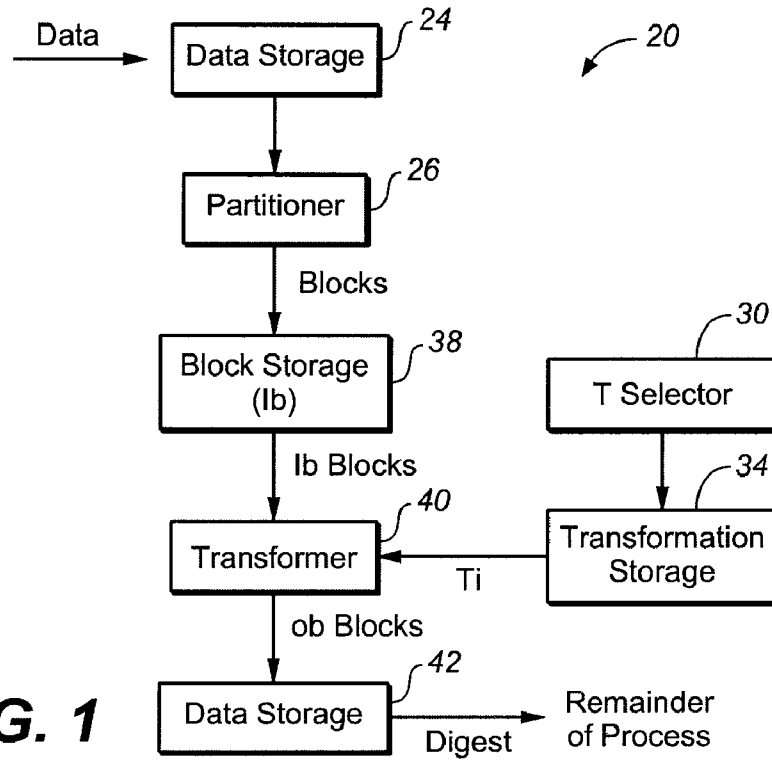 Data
Data Storage
24
20
Partitioner
26
Blocks
Block Storage
(Ib)
38
T Selector
30
Ib Blocks
Transformer
40
Ti
Transformation
Storage
34
ob Blocks
Data Storage
42
Digest
Remainder
of Process
G. 1